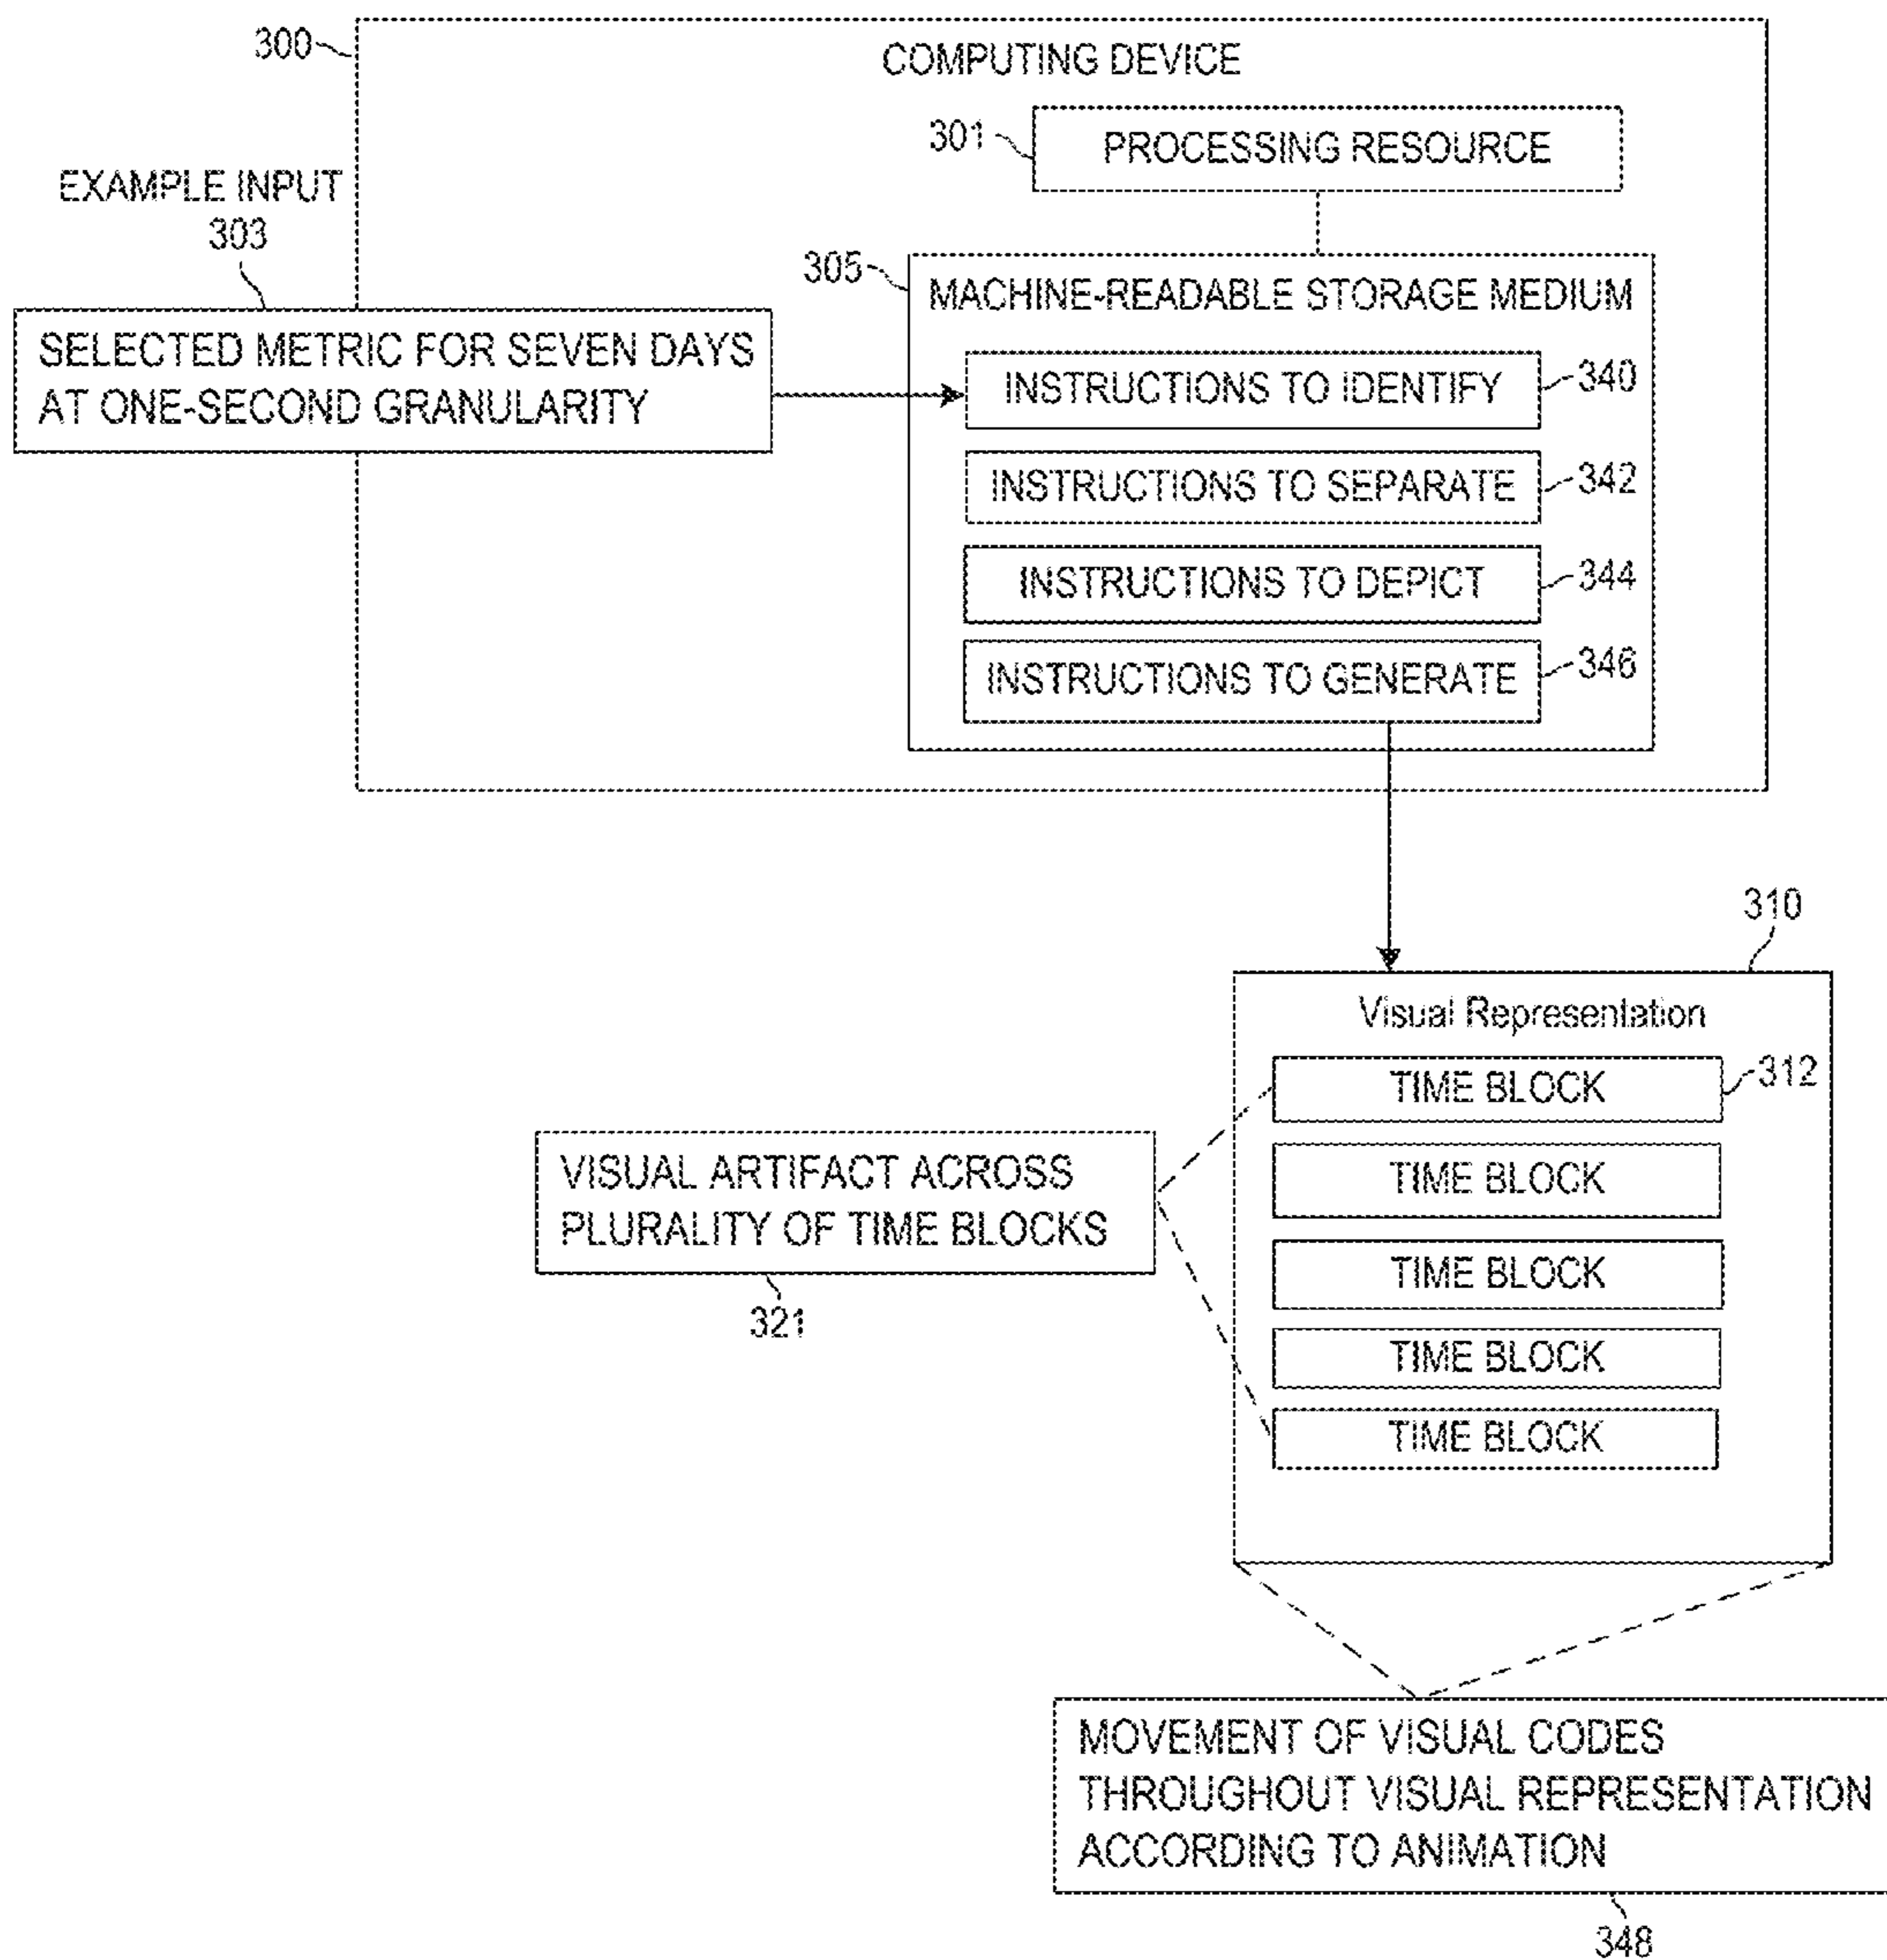 300
COMPUTING DEVICE
301
PROCESSING RESOURCE
EXAMPLE INPUT
303
305
MACHINE-READABLE STORAGE MEDIUM
SELECTED METRIC FOR SEVEN DAYS
AT ONE-SECOND GRANULARITY
INSTRUCTIONS TO IDENTIFY
340
INSTRUCTIONS TO SEPARATE
342
INSTRUCTIONS TO DEPICT
344
INSTRUCTIONS TO GENERATE
346
310
Visual Representation
TIME BLOCK
312
TIME BLOCK
TIME BLOCK
TIME BLOCK
TIME BLOCK
VISUAL ARTIFACT ACROSS
PLURALITY OF TIME BLOCKS
321
MOVEMENT OF VISUAL CODES
THROUGHOUT VISUAL REPRESENTATION
ACCORDING TO ANIMATION
348